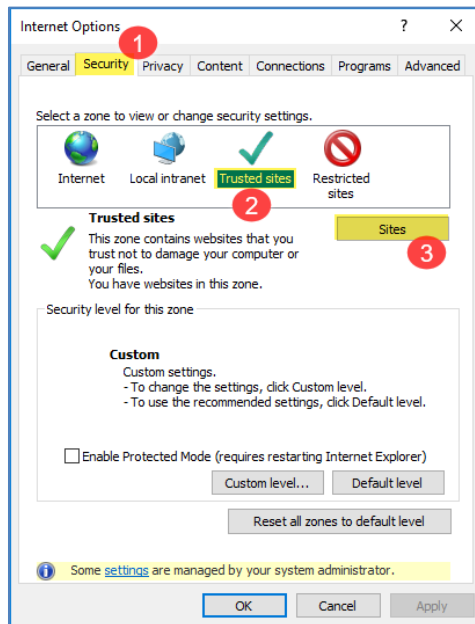 Internet Options ? ×
1
General Security Privacy Content Connections Programs Advanced
Select a zone to view or change security settings.
Internet Local intranet Trusted sites Restricted
sites
2
Trusted sites
Sites
3
This zone contains websites that you
trust not to damage your computer or
your files.
You have websites in this zone.
Security level for this zone
Custom
Custom settings.
- To change the settings, click Custom level.
- To use the recommended settings, click Default level.
Enable Protected Mode (requires restarting Internet Explorer)
Custom level... Default level
Reset all zones to default level
Some settings are managed by your system administrator.
OK Cancel Apply